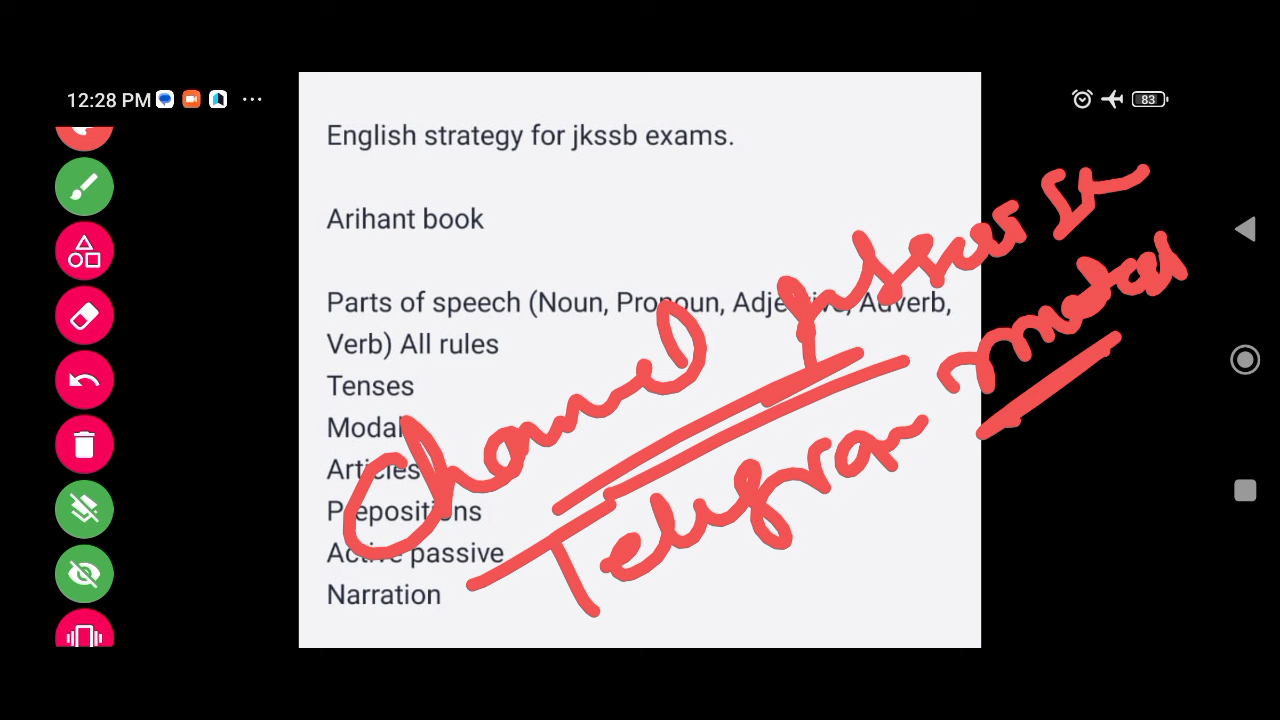 12:28 PM
83
English strategy for jkssb exams.
Arihant book
Parts of speech (Noun, Pronoun, Adjective, Adverb,
Verb) All rules
Tenses
Modals
Articles
Prepositions
Active passive
Narration
Channel
Telegram